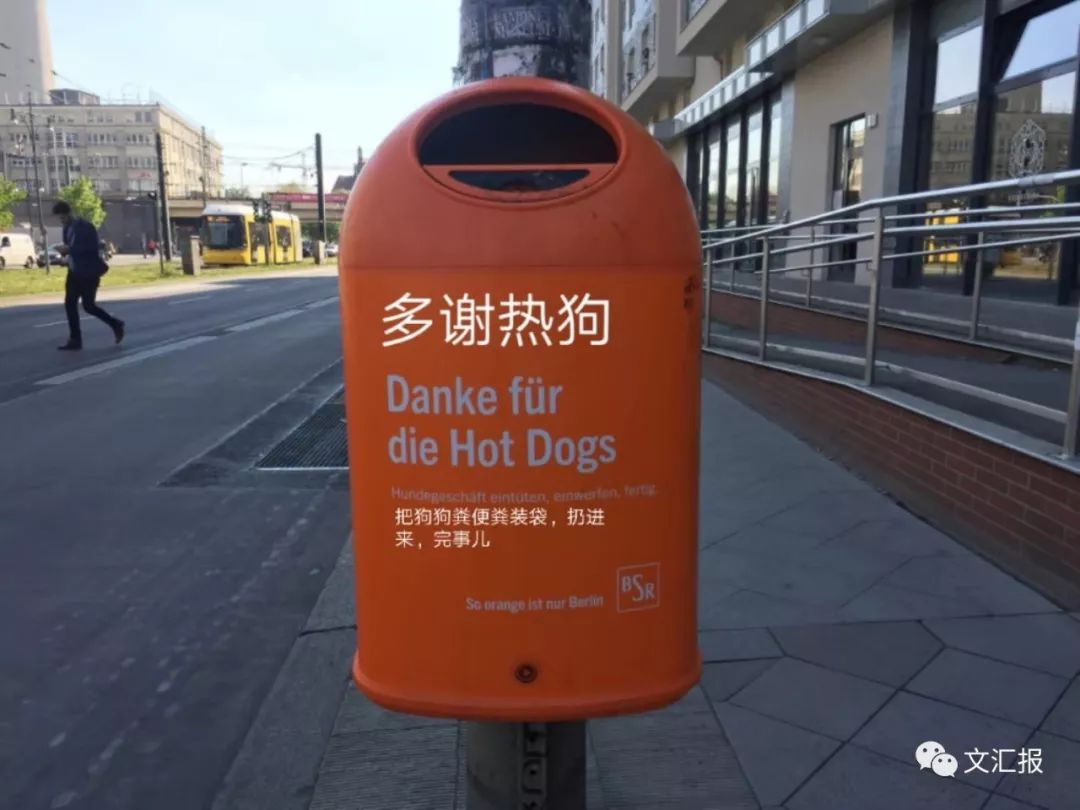 多谢热狗
Danke für
die Hot Dogs
Hundegeschäft eintüten, einwerfen, fertig.
把狗狗粪便粪装袋，扔进
来，完事儿
So orange ist nur Berlin
BSR
文汇报